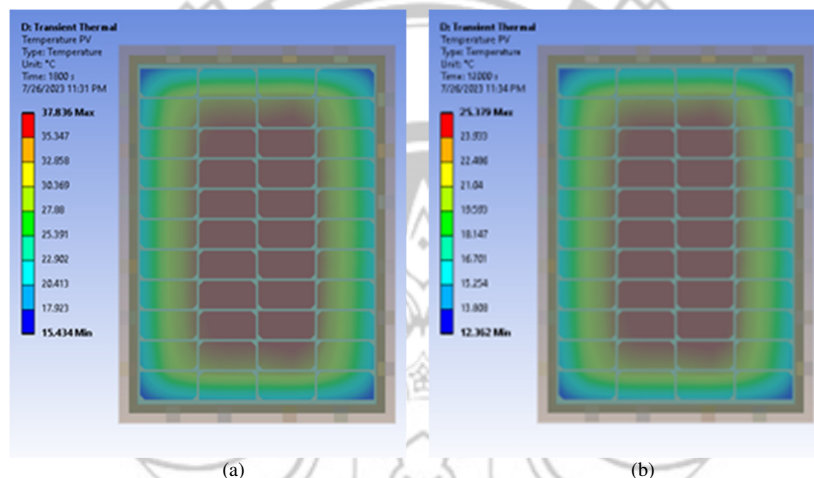 D: Transient Thermal
Temperature PV
Type: Temperature
Unit: °C
Time: 1800 s
7/26/2023 11:31 PM
37.836 Max
35.347
32.858
30.369
27.88
25.391
22.902
20.413
17.923
15.434 Min
(a)
D: Transient Thermal
Temperature PV
Type: Temperature
Unit: °C
7/26/2023 11:34 PM
25.379 Max
23.933
22.486
21.04
19.593
18.147
16.701
15.254
13.808
12.362 Min
(b)